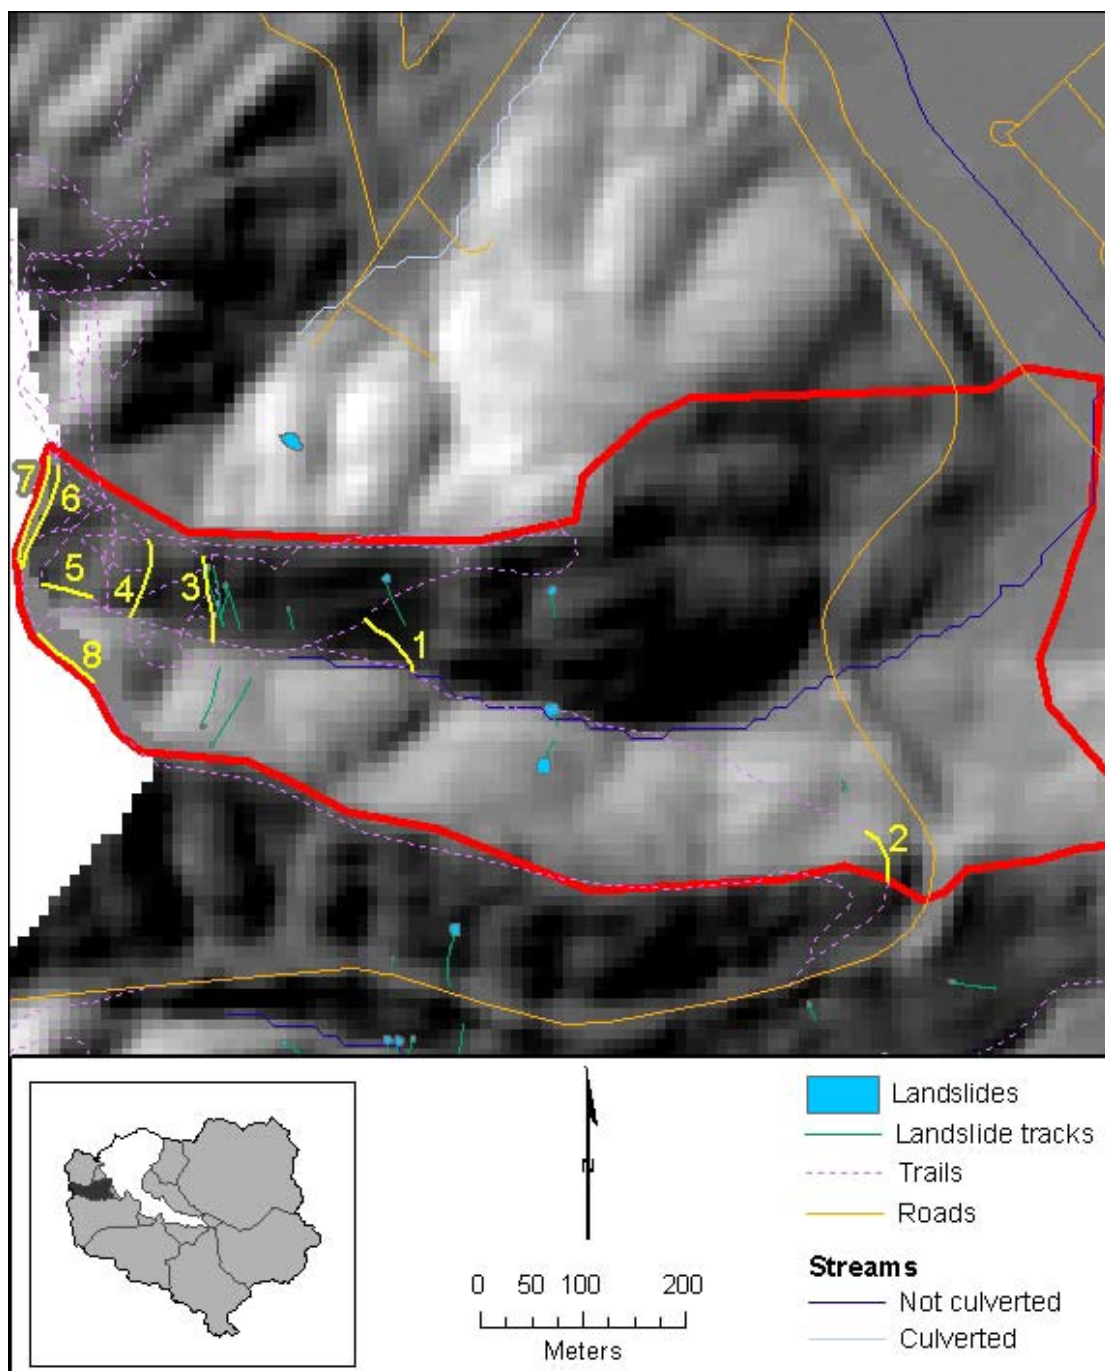 7
6
5
4
3
1
8
2
N
0 50 100 200
Meters
Landslides
Landslide tracks
Trails
Roads
Streams
Not culverted
Culverted